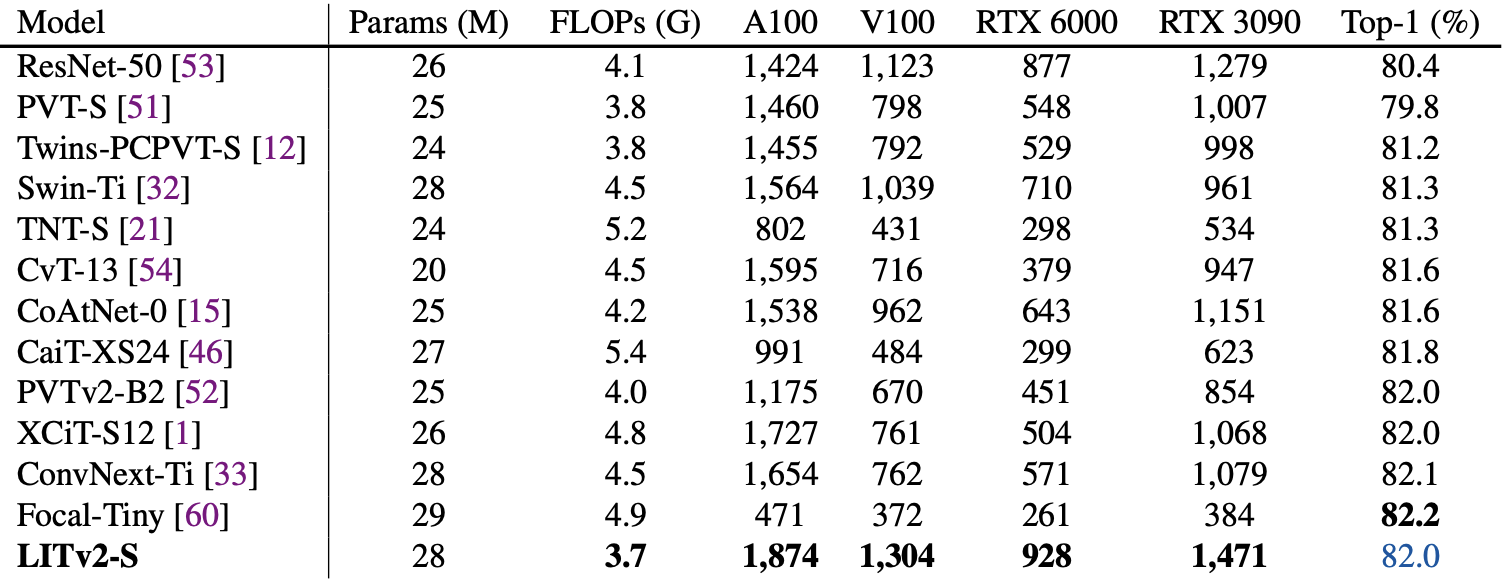 Model Params (M) FLOPs (G) A100 V100 RTX 6000 RTX 3090 Top-1 (%)
ResNet-50 [53] 26 4.1 1,424 1,123 877 1,279 80.4
PVT-S [51] 25 3.8 1,460 798 548 1,007 79.8
Twins-PCPVT-S [12] 24 3.8 1,455 792 529 998 81.2
Swin-Ti [32] 28 4.5 1,564 1,039 710 961 81.3
TNT-S [21] 24 5.2 802 431 298 534 81.3
CvT-13 [54] 20 4.5 1,595 716 379 947 81.6
CoAtNet-0 [15] 25 4.2 1,538 962 643 1,151 81.6
CaiT-XS24 [46] 27 5.4 991 484 299 623 81.8
PVTv2-B2 [52] 25 4.0 1,175 670 451 854 82.0
XCiT-S12 [1] 26 4.8 1,727 761 504 1,068 82.0
ConvNext-Ti [33] 28 4.5 1,654 762 571 1,079 82.1
Focal-Tiny [60] 29 4.9 471 372 261 384 82.2
LITv2-S 28 3.7 1,874 1,304 928 1,471 82.0